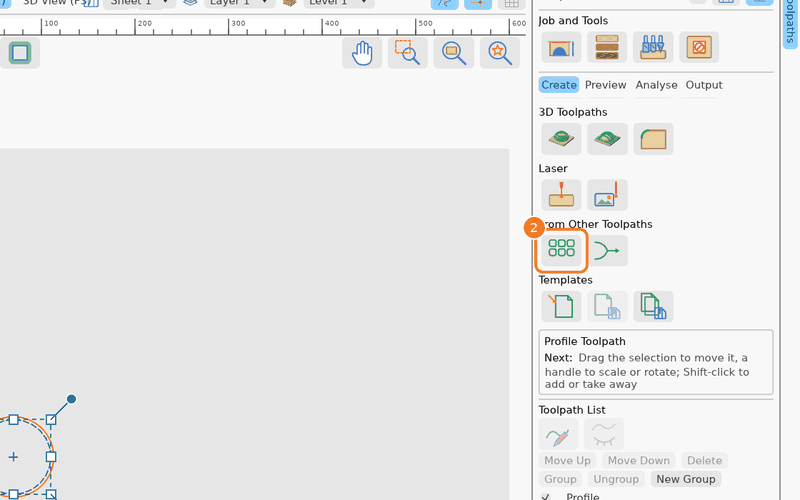 3D View (F3)
Sheet 1
Layer 1
Level 1
100
200
300
400
500
600
Toolpaths
Job and Tools
Create
Preview
Analyse
Output
3D Toolpaths
Laser
2
From Other Toolpaths
Templates
Profile Toolpath
Next: Drag the selection to move it, a
handle to scale or rotate; Shift-click to
add or take away
Toolpath List
Move Up
Move Down
Delete
Group
Ungroup
New Group
Profile